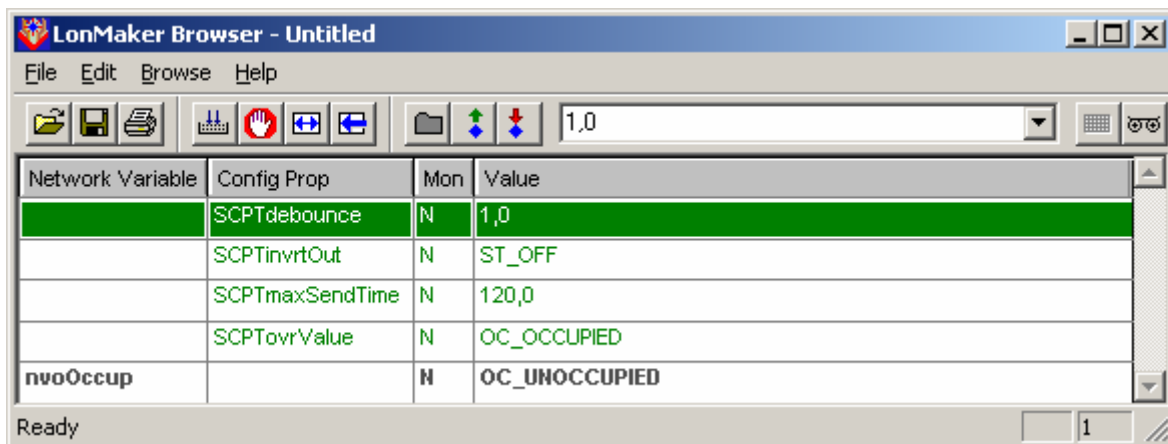 LonMaker Browser - Untitled
File Edit Browse Help
1,0
Network Variable Config Prop Mon Value
SCPTdebounce N 1,0
SCPTinvrtOut N ST_OFF
SCPTmaxSendTime N 120,0
SCPTovrValue N OC_OCCUPIED
nvoOccup N OC_UNOCCUPIED
Ready 1